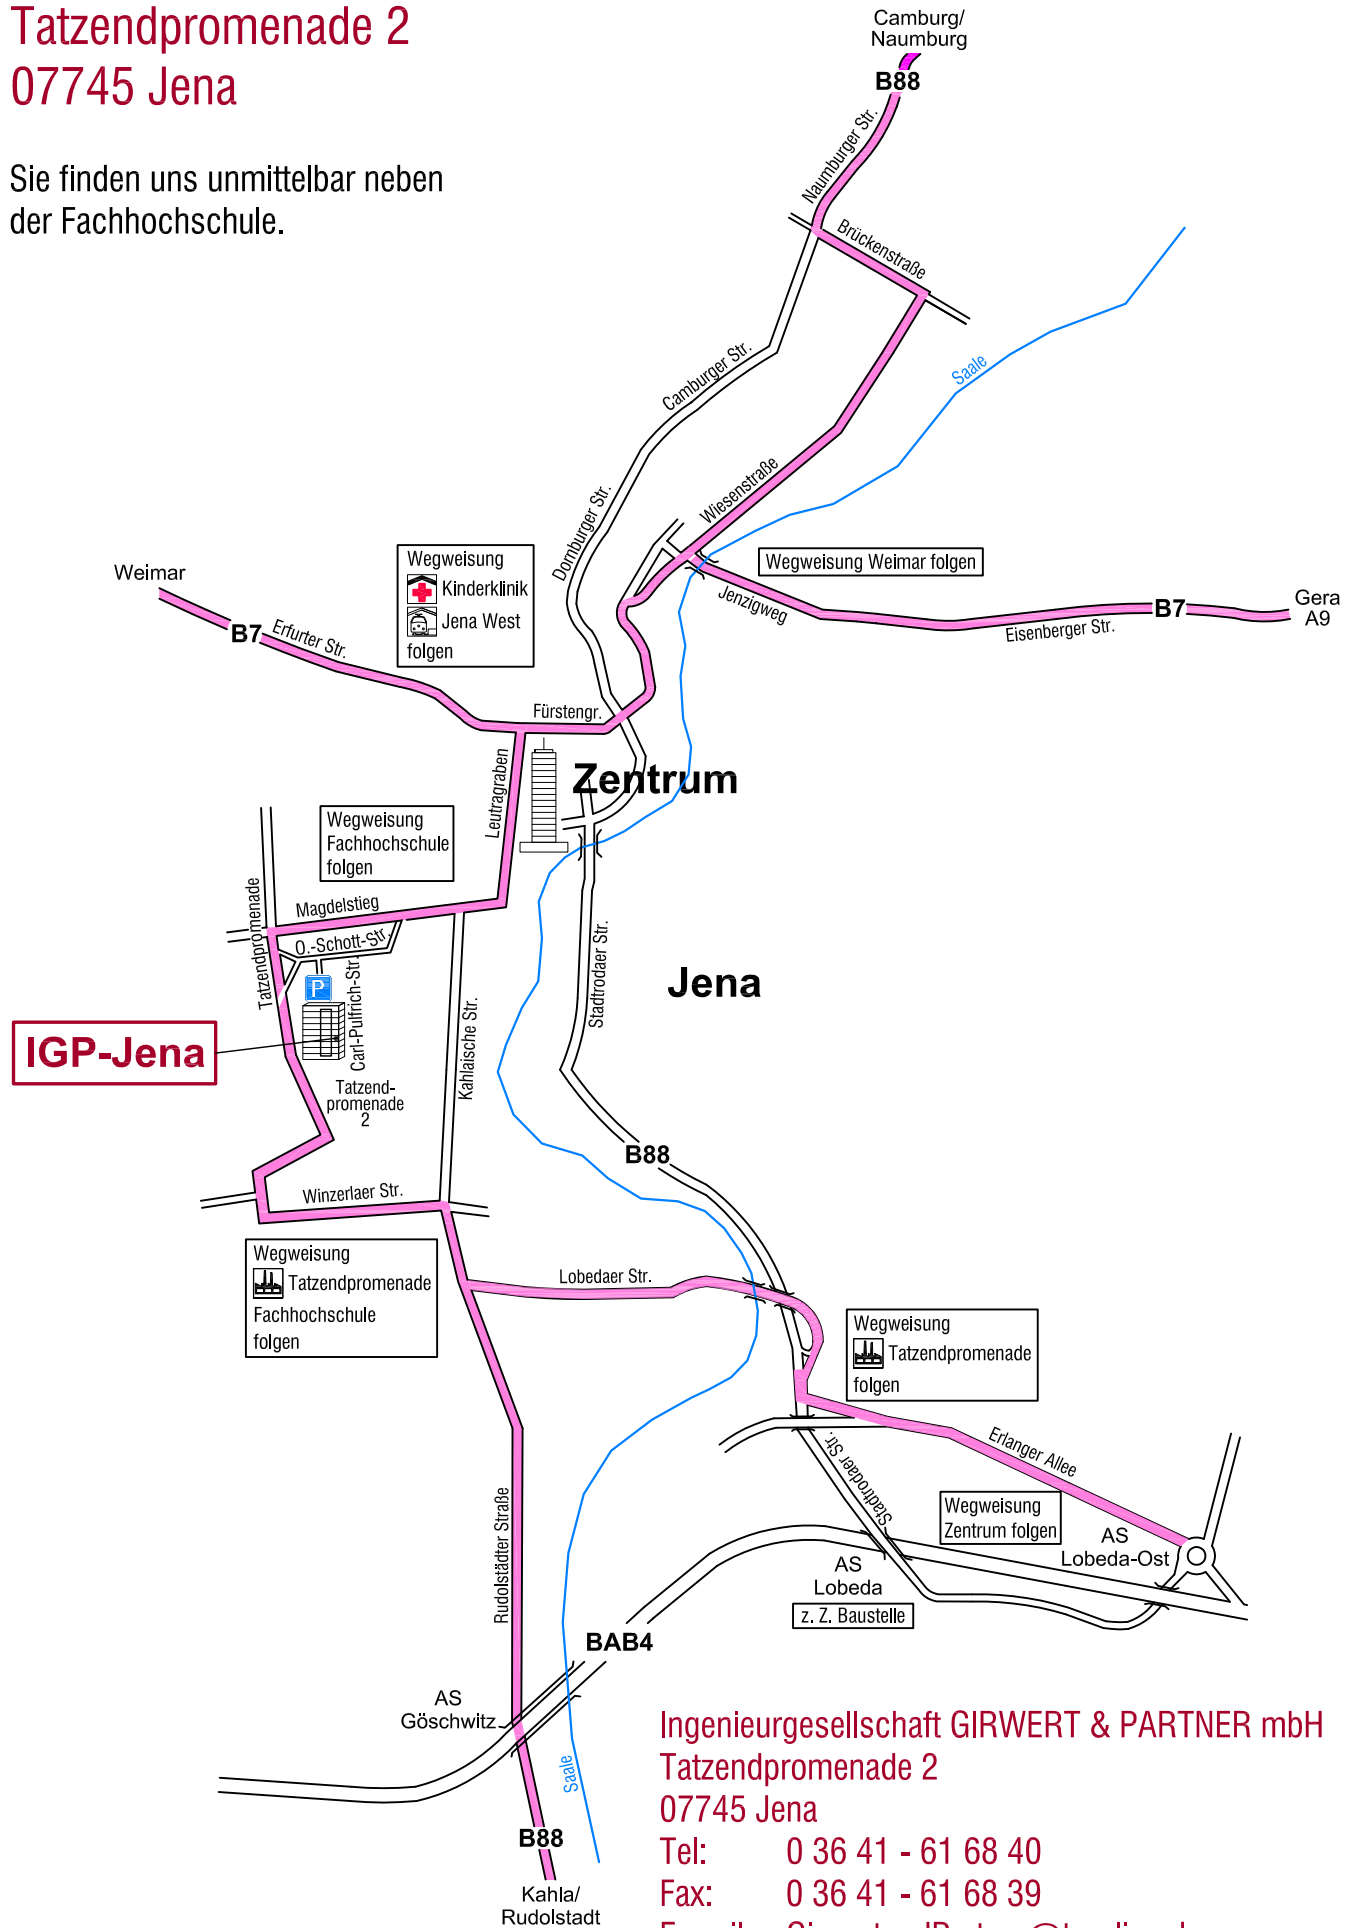 Tatzendpromenade 2
07745 Jena
Sie finden uns unmittelbar neben
der Fachhochschule.
Camburg/
Naumburg
B88
Naumburger Str.
Brückenstraße
Saale
Camburger Str.
Wiesenstraße
Dornburger Str.
Wegweisung
Kinderklinik
Jena West
folgen
Wegweisung Weimar folgen
Weimar
B7
Erfurter Str.
Jenzigweg
Eisenberger Str.
B7
Gera
A9
Fürstengr.
Leutragraben
Zentrum
Wegweisung
Fachhochschule
folgen
Magdelstieg
Tatzendpromenade
O.-Schott-Str.
P
Carl-Pulfrich-Str.
Kahlaische Str.
Stadtrodaer Str.
Jena
IGP-Jena
Tatzend-
promenade
2
B88
Winzerlaer Str.
Wegweisung
Tatzendpromenade
Fachhochschule
folgen
Lobedaer Str.
Wegweisung
Tatzendpromenade
folgen
Stadtrodaer Str.
Erlanger Allee
Wegweisung
Zentrum folgen
AS
Lobeda-Ost
AS
Lobeda
z. Z. Baustelle
Rudolstädter Straße
BAB4
AS
Göschwitz
Saale
B88
Kahla/
Rudolstadt
Ingenieurgesellschaft GIRWERT & PARTNER mbH
Tatzendpromenade 2
07745 Jena
Tel: 0 36 41 - 61 68 40
Fax: 0 36 41 - 61 68 39